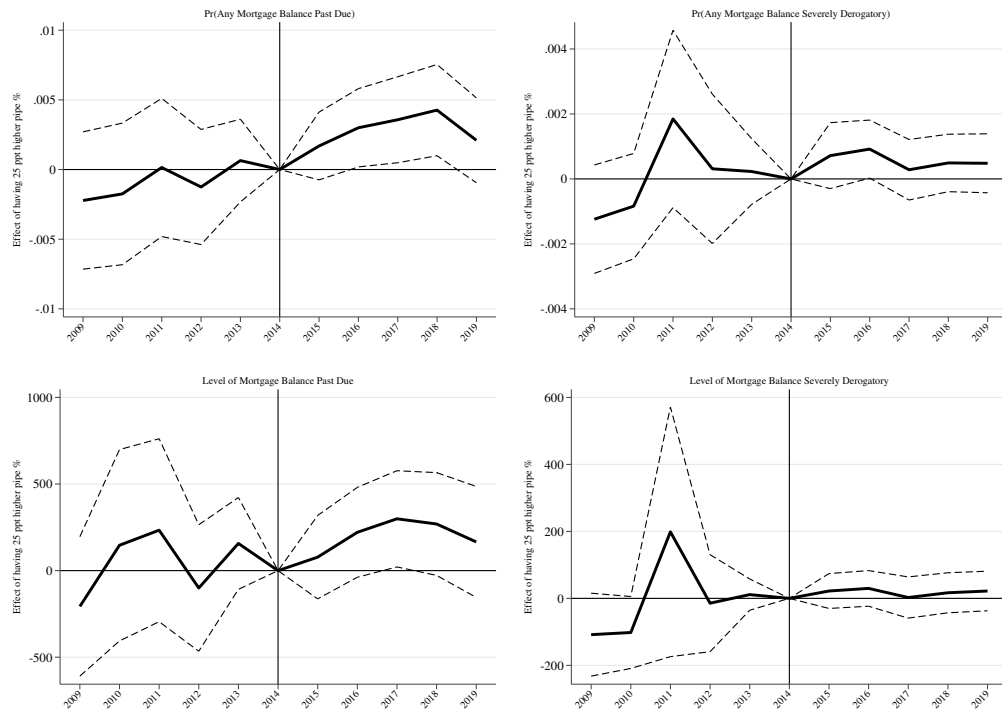 Pr(Any Mortgage Balance Past Due)
Effect of having 25 ppt higher pipe %
.01
.005
0
-.005
-.01
2009 2010 2011 2012 2013 2014 2015 2016 2017 2018 2019
Pr(Any Mortgage Balance Severely Derogatory)
Effect of having 25 ppt higher pipe %
.004
.002
0
-.002
-.004
2009 2010 2011 2012 2013 2014 2015 2016 2017 2018 2019
Level of Mortgage Balance Past Due
Effect of having 25 ppt higher pipe %
1000
500
0
-500
2009 2010 2011 2012 2013 2014 2015 2016 2017 2018 2019
Level of Mortgage Balance Severely Derogatory
Effect of having 25 ppt higher pipe %
600
400
200
0
-200
2009 2010 2011 2012 2013 2014 2015 2016 2017 2018 2019